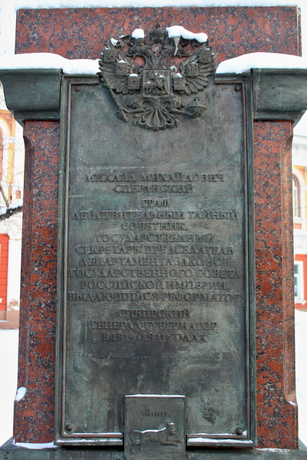 МИХАИЛ МИХАЙЛОВИЧ
СПЕРАНСКИЙ
ГРАФ
ДЕЙСТВИТЕЛЬНЫЙ ТАЙНЫЙ
СОВЕТНИК,
ГОСУДАРСТВЕННЫЙ
СЕКРЕТАРЬ, ПРЕДСЕДАТЕЛЬ
ДЕПАРТАМЕНТА ЗАКОНОВ
ГОСУДАРСТВЕННОГО СОВЕТА
РОССИЙСКОЙ ИМПЕРИИ,
ВЫДАЮЩИЙСЯ РЕФОРМАТОР
СИБИРСКИЙ
ГЕНЕРАЛ-ГУБЕРНАТОР
В 1819-1821 ГОДАХ